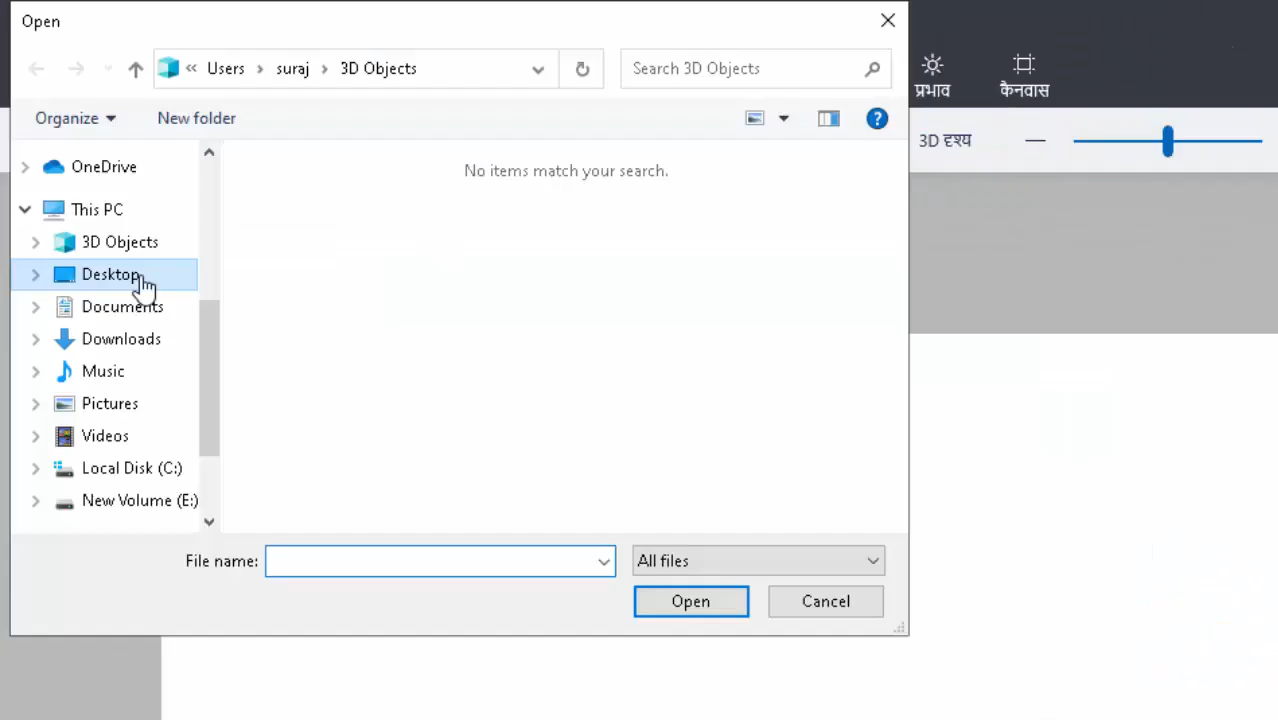 Open
« Users › suraj › 3D Objects
Search 3D Objects
प्रभाव
कैनवास
Organize
New folder
3D दृश्य
OneDrive
No items match your search.
This PC
3D Objects
Desktop
Documents
Downloads
Music
Pictures
Videos
Local Disk (C:)
New Volume (E:)
File name:
All files
Open
Cancel